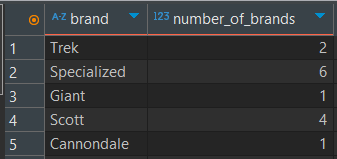 A-Z brand 123 number_of_brands
1 Trek 2
2 Specialized 6
3 Giant 1
4 Scott 4
5 Cannondale 1